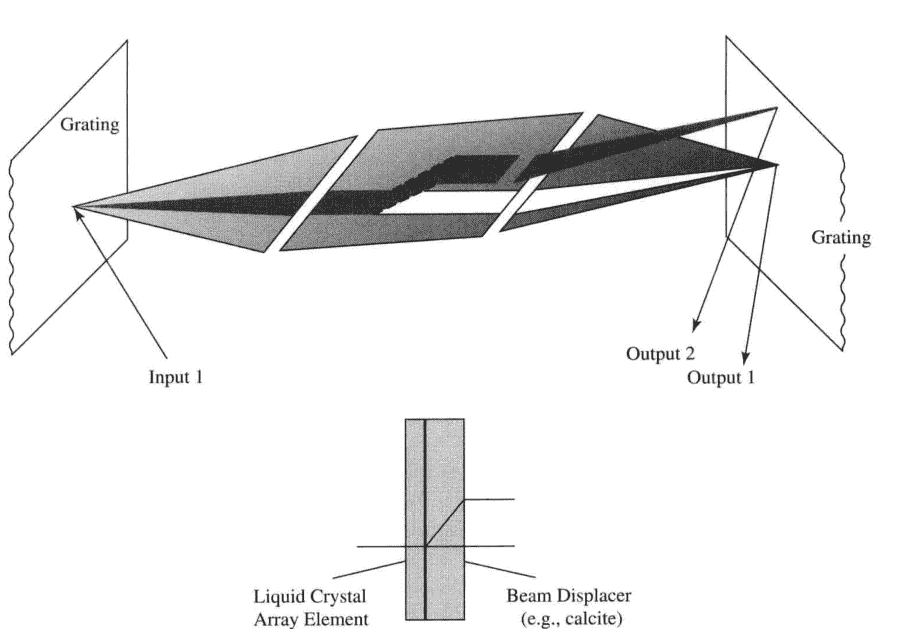 Grating
Grating
Input 1
Output 2
Output 1
Liquid Crystal
Array Element
Beam Displacer
(e.g., calcite)